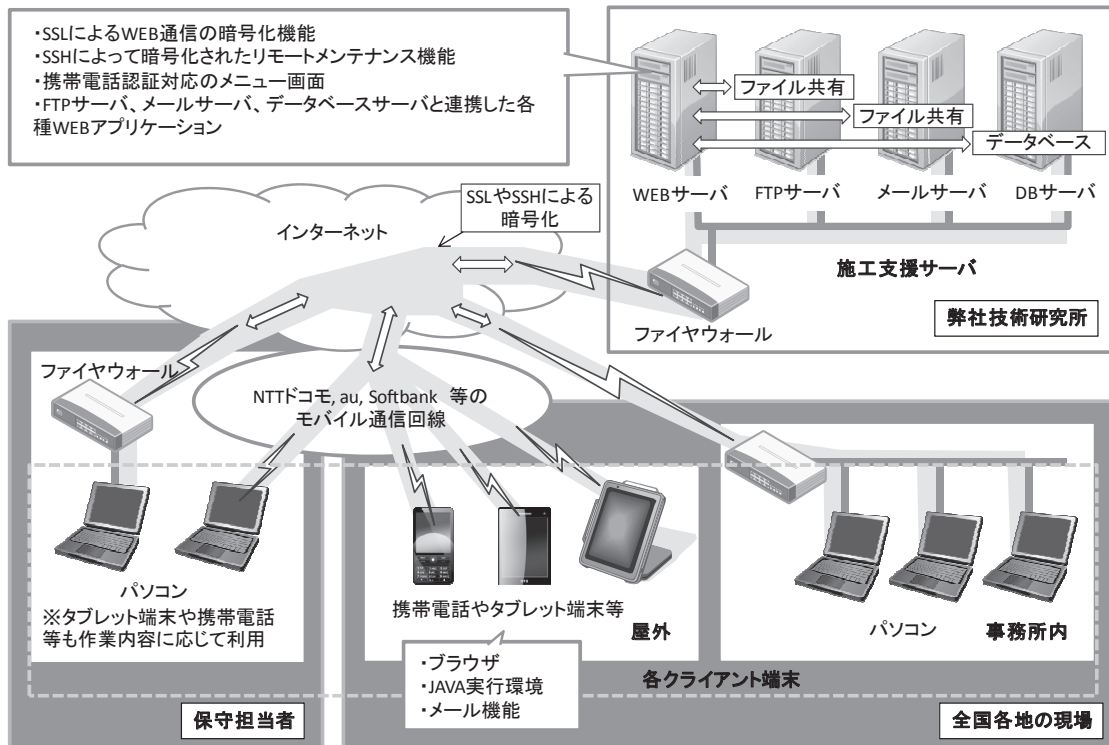 ・SSLによるWEB通信の暗号化機能
・SSHによって暗号化されたリモートメンテナンス機能
・携帯電話認証対応のメニュー画面
・FTPサーバ、メールサーバ、データベースサーバと連携した各
種WEBアプリケーション
ファイル共有
ファイル共有
データベース
WEBサーバ
FTPサーバ
メールサーバ
DBサーバ
施工支援サーバ
弊社技術研究所
ファイヤウォール
SSLやSSHによる
暗号化
インターネット
ファイヤウォール
NTTドコモ, au, Softbank 等の
モバイル通信回線
パソコン
※タブレット端末や携帯電話
等も作業内容に応じて利用
保守担当者
携帯電話やタブレット端末等
屋外
・ブラウザ
・JAVA実行環境
・メール機能
パソコン
事務所内
各クライアント端末
全国各地の現場